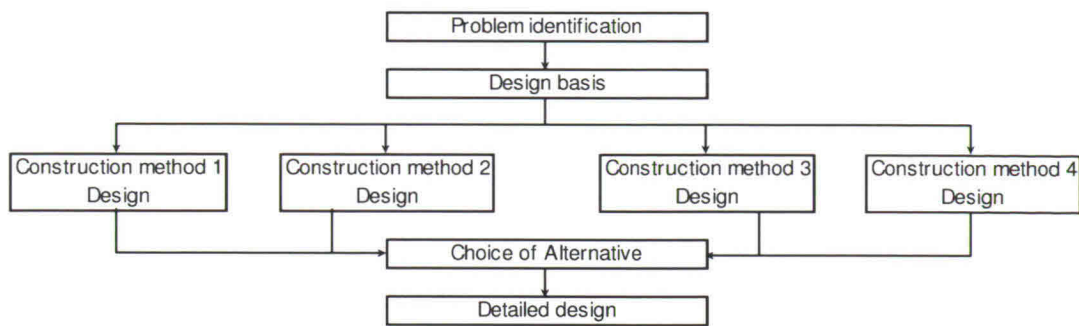 Problem identification
Design basis
Construction method 1
Design
Construction method 2
Design
Construction method 3
Design
Construction method 4
Design
Choice of Alternative
Detailed design